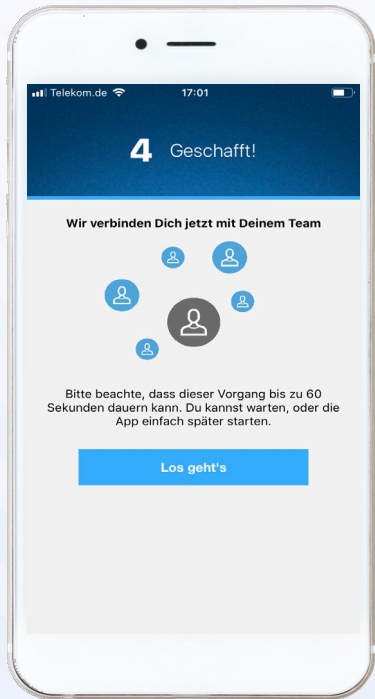 Telekom.de 17:01
4 Geschafft!
Wir verbinden Dich jetzt mit Deinem Team
Bitte beachte, dass dieser Vorgang bis zu 60
Sekunden dauern kann. Du kannst warten, oder die
App einfach später starten.
Los geht's